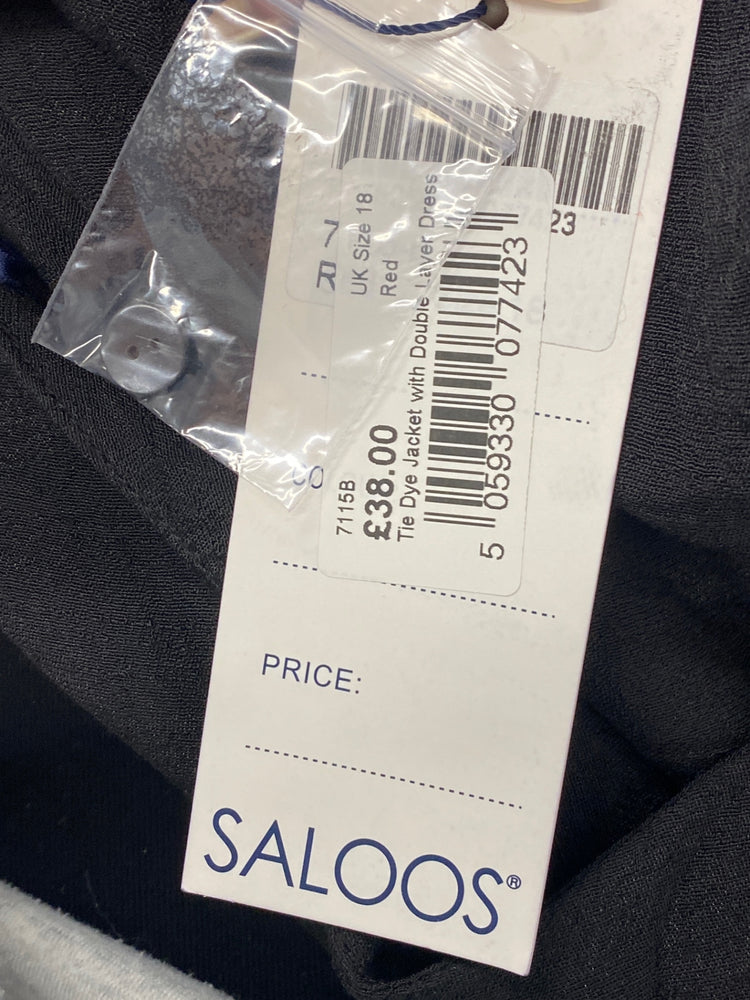 7115B
UK Size 18
£38.00
Red
Tie Dye Jacket with Double Layer Dress
5 059330 077423
23
PRICE:
SALOOS®